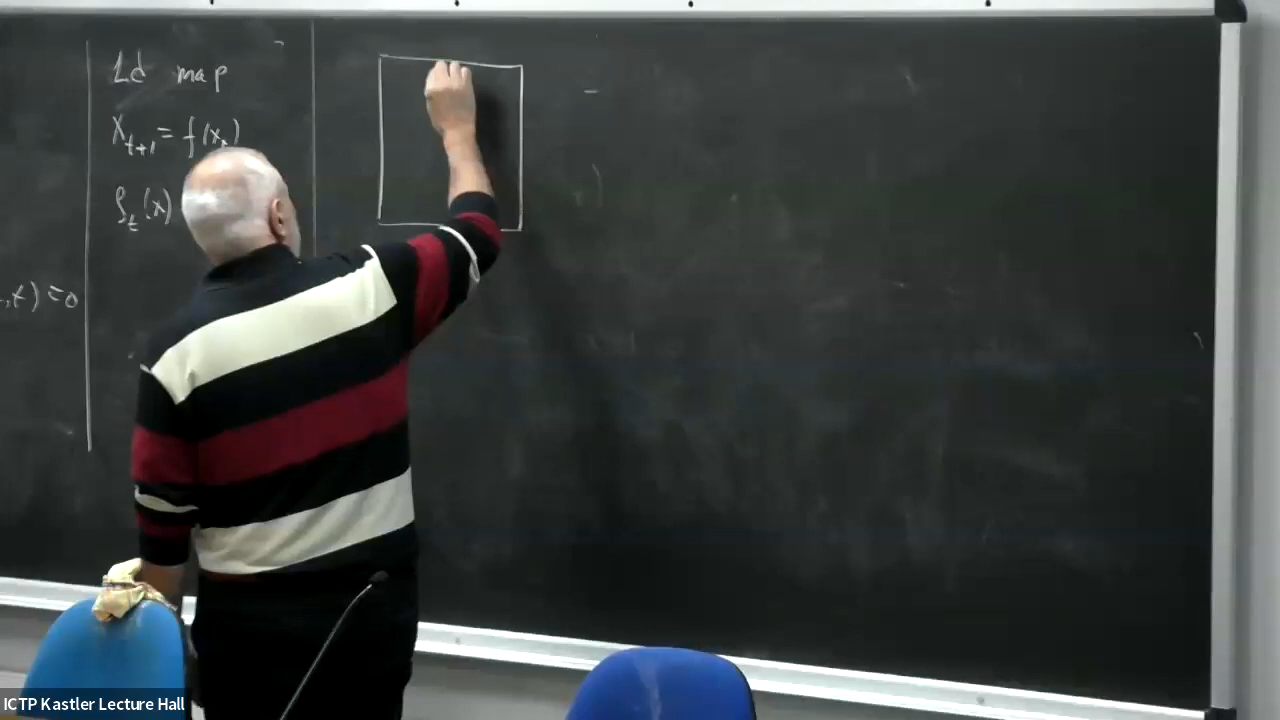 1d map
x_{t+1} = f(x_t)
ρ_t(x)
,t) = 0
ICTP Kastler Lecture Hall